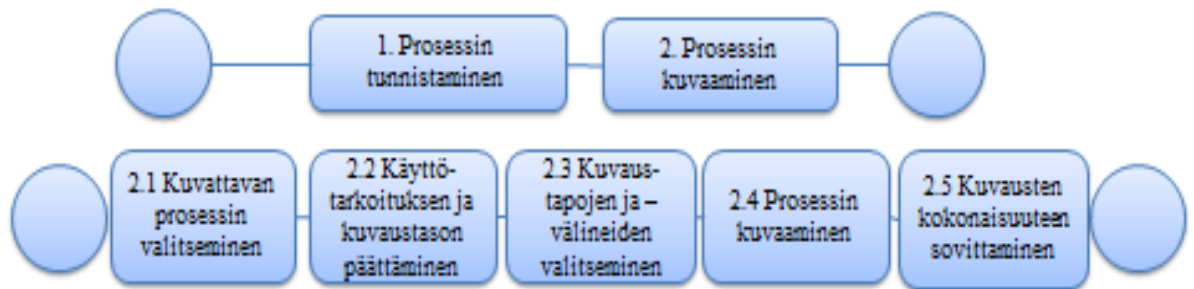 1. Prosessin
tunnistaminen
2. Prosessin
kuvaaminen
2.1 Kuvattavan
prosessin
valitseminen
2.2 Käyttö-
tarkoituksen ja
kuvaustason
päättäminen
2.3 Kuvaus-
tapojen ja –
välineiden
valitseminen
2.4 Prosessin
kuvaaminen
2.5 Kuvausten
kokonaisuuteen
sovittaminen